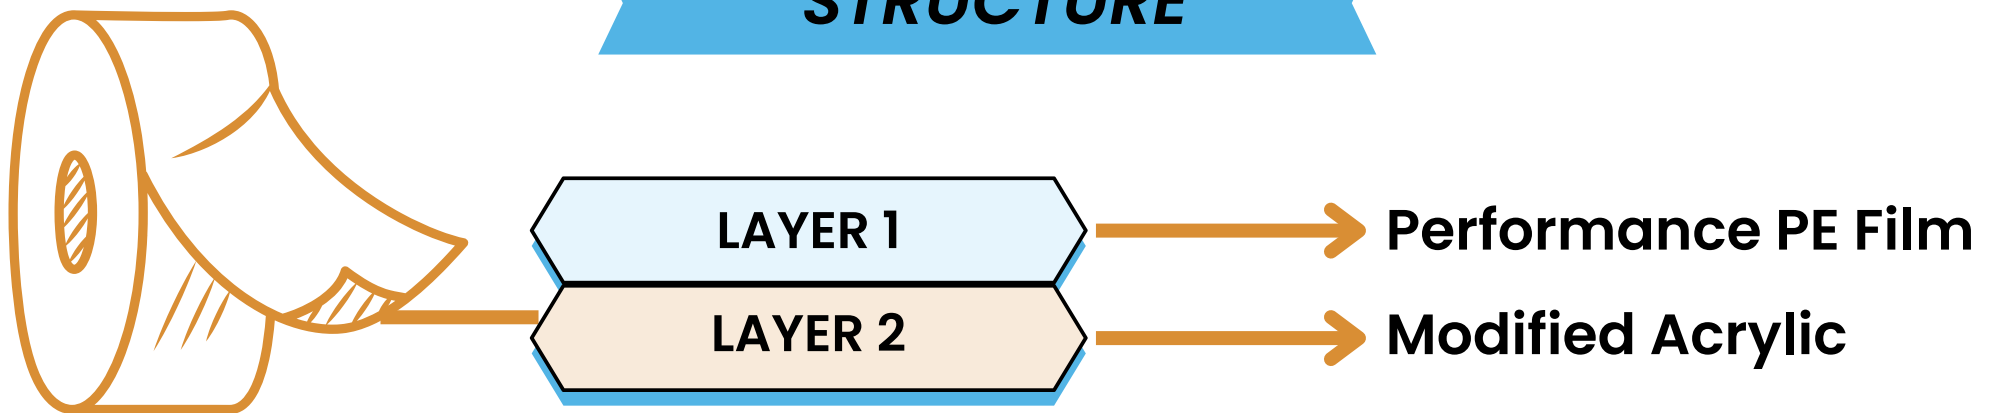 STRUCTURE
LAYER 1
Performance PE Film
LAYER 2
Modified Acrylic